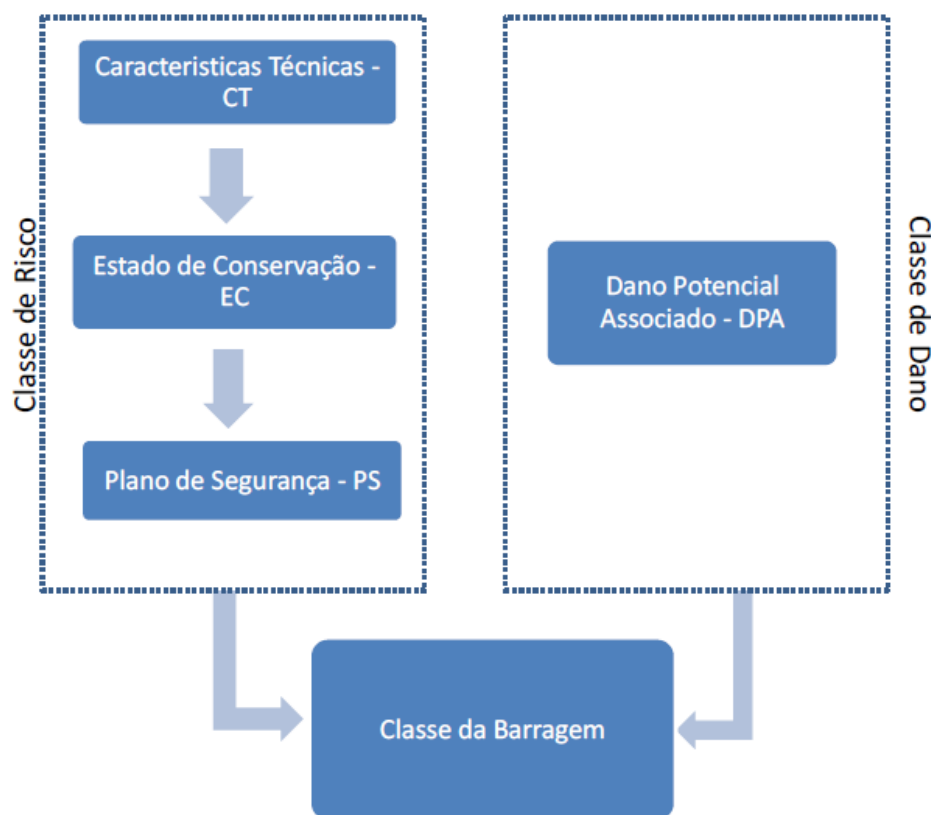 Caracteristicas Técnicas -
CT
Estado de Conservação -
EC
Plano de Segurança - PS
Classe de Risco
Dano Potencial
Associado - DPA
Classe de Dano
Classe da Barragem